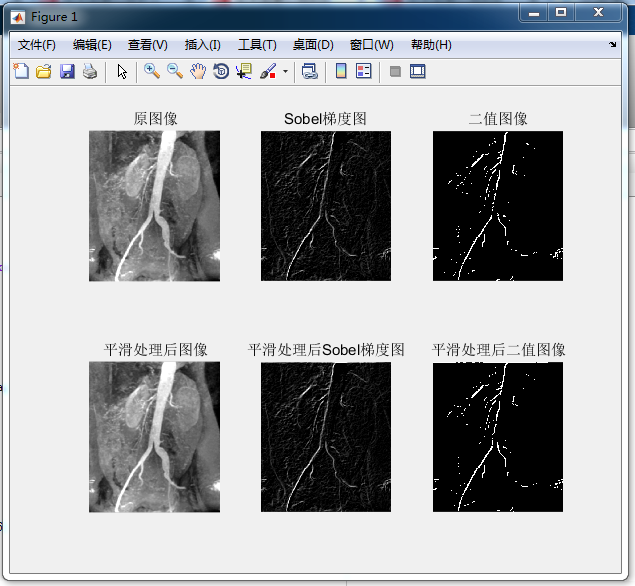 Figure 1
文件(F) 编辑(E) 查看(V) 插入(I) 工具(T) 桌面(D) 窗口(W) 帮助(H)
原图像 Sobel梯度图 二值图像
平滑处理后图像 平滑处理后Sobel梯度图 平滑处理后二值图像